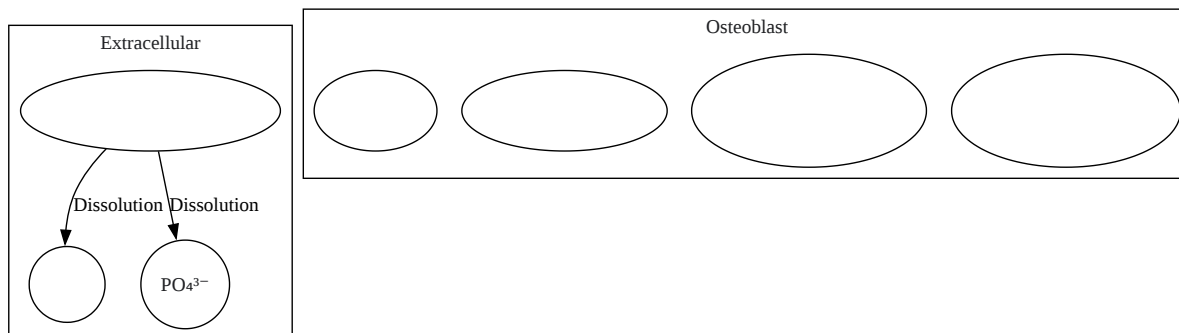 Extracellular
Osteoblast
Dissolution
Dissolution
PO₄³⁻